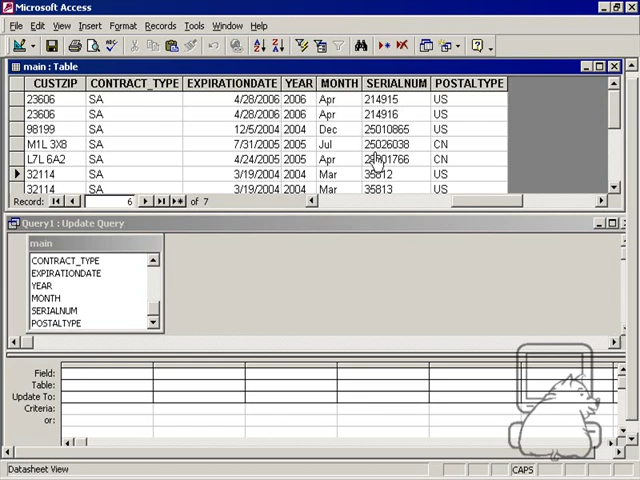 Microsoft Access
File Edit View Insert Format Records Tools Window Help
main : Table
CUSTZIP CONTRACT_TYPE EXPIRATIONDATE YEAR MONTH SERIALNUM POSTALTYPE
23606 SA 4/28/2006 2006 Apr 214915 US
23606 SA 4/28/2006 2006 Apr 214916 US
98199 SA 12/5/2004 2004 Dec 25010865 US
M1L 3X8 SA 7/31/2005 2005 Jul 25026038 CN
L7L 6A2 SA 4/24/2005 2005 Apr CN
32114 SA 3/19/2004 2004 Mar 35812 US
32114 SA 3/19/2004 2004 Mar 35813 US
Record: 6 of 7
Query1 : Update Query
main
CONTRACT_TYPE
EXPIRATIONDATE
YEAR
MONTH
SERIALNUM
POSTALTYPE
Field:
Table:
Update To:
Criteria:
or:
Datasheet View CAPS